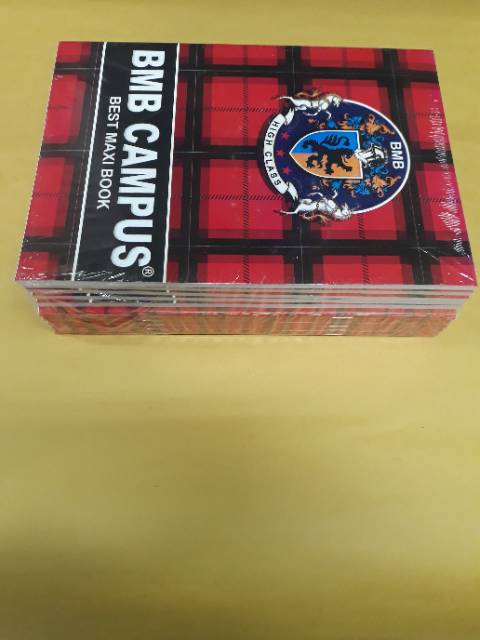 BMB CAMPUS®
BEST MAXI BOOK
BMB
HIGH CLASS